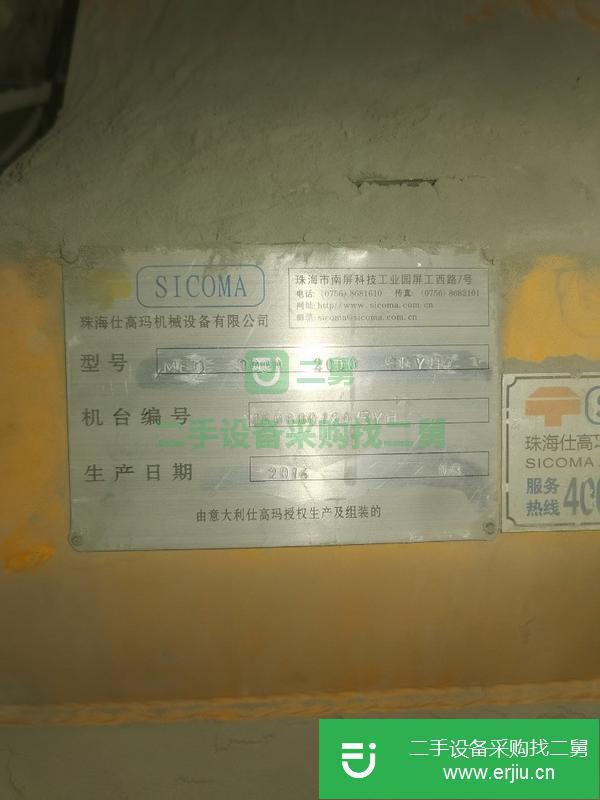 SICOMA
珠海仕高玛机械设备有限公司
珠海市南屏科技工业园屏工西路7号
电话: (0756) 8681610 传真: (0756) 8682101
网址:http://www.sicoma.com.cn
邮箱:sicoma@sicoma.com.cn
型号 2000
二舅
机台编号
二手设备采购找二舅
生产日期 201
由意大利仕高玛授权生产及组装的
珠海仕高玛
SICOMA
服务
热线 400
二手设备采购找二舅
www.erjiu.cn